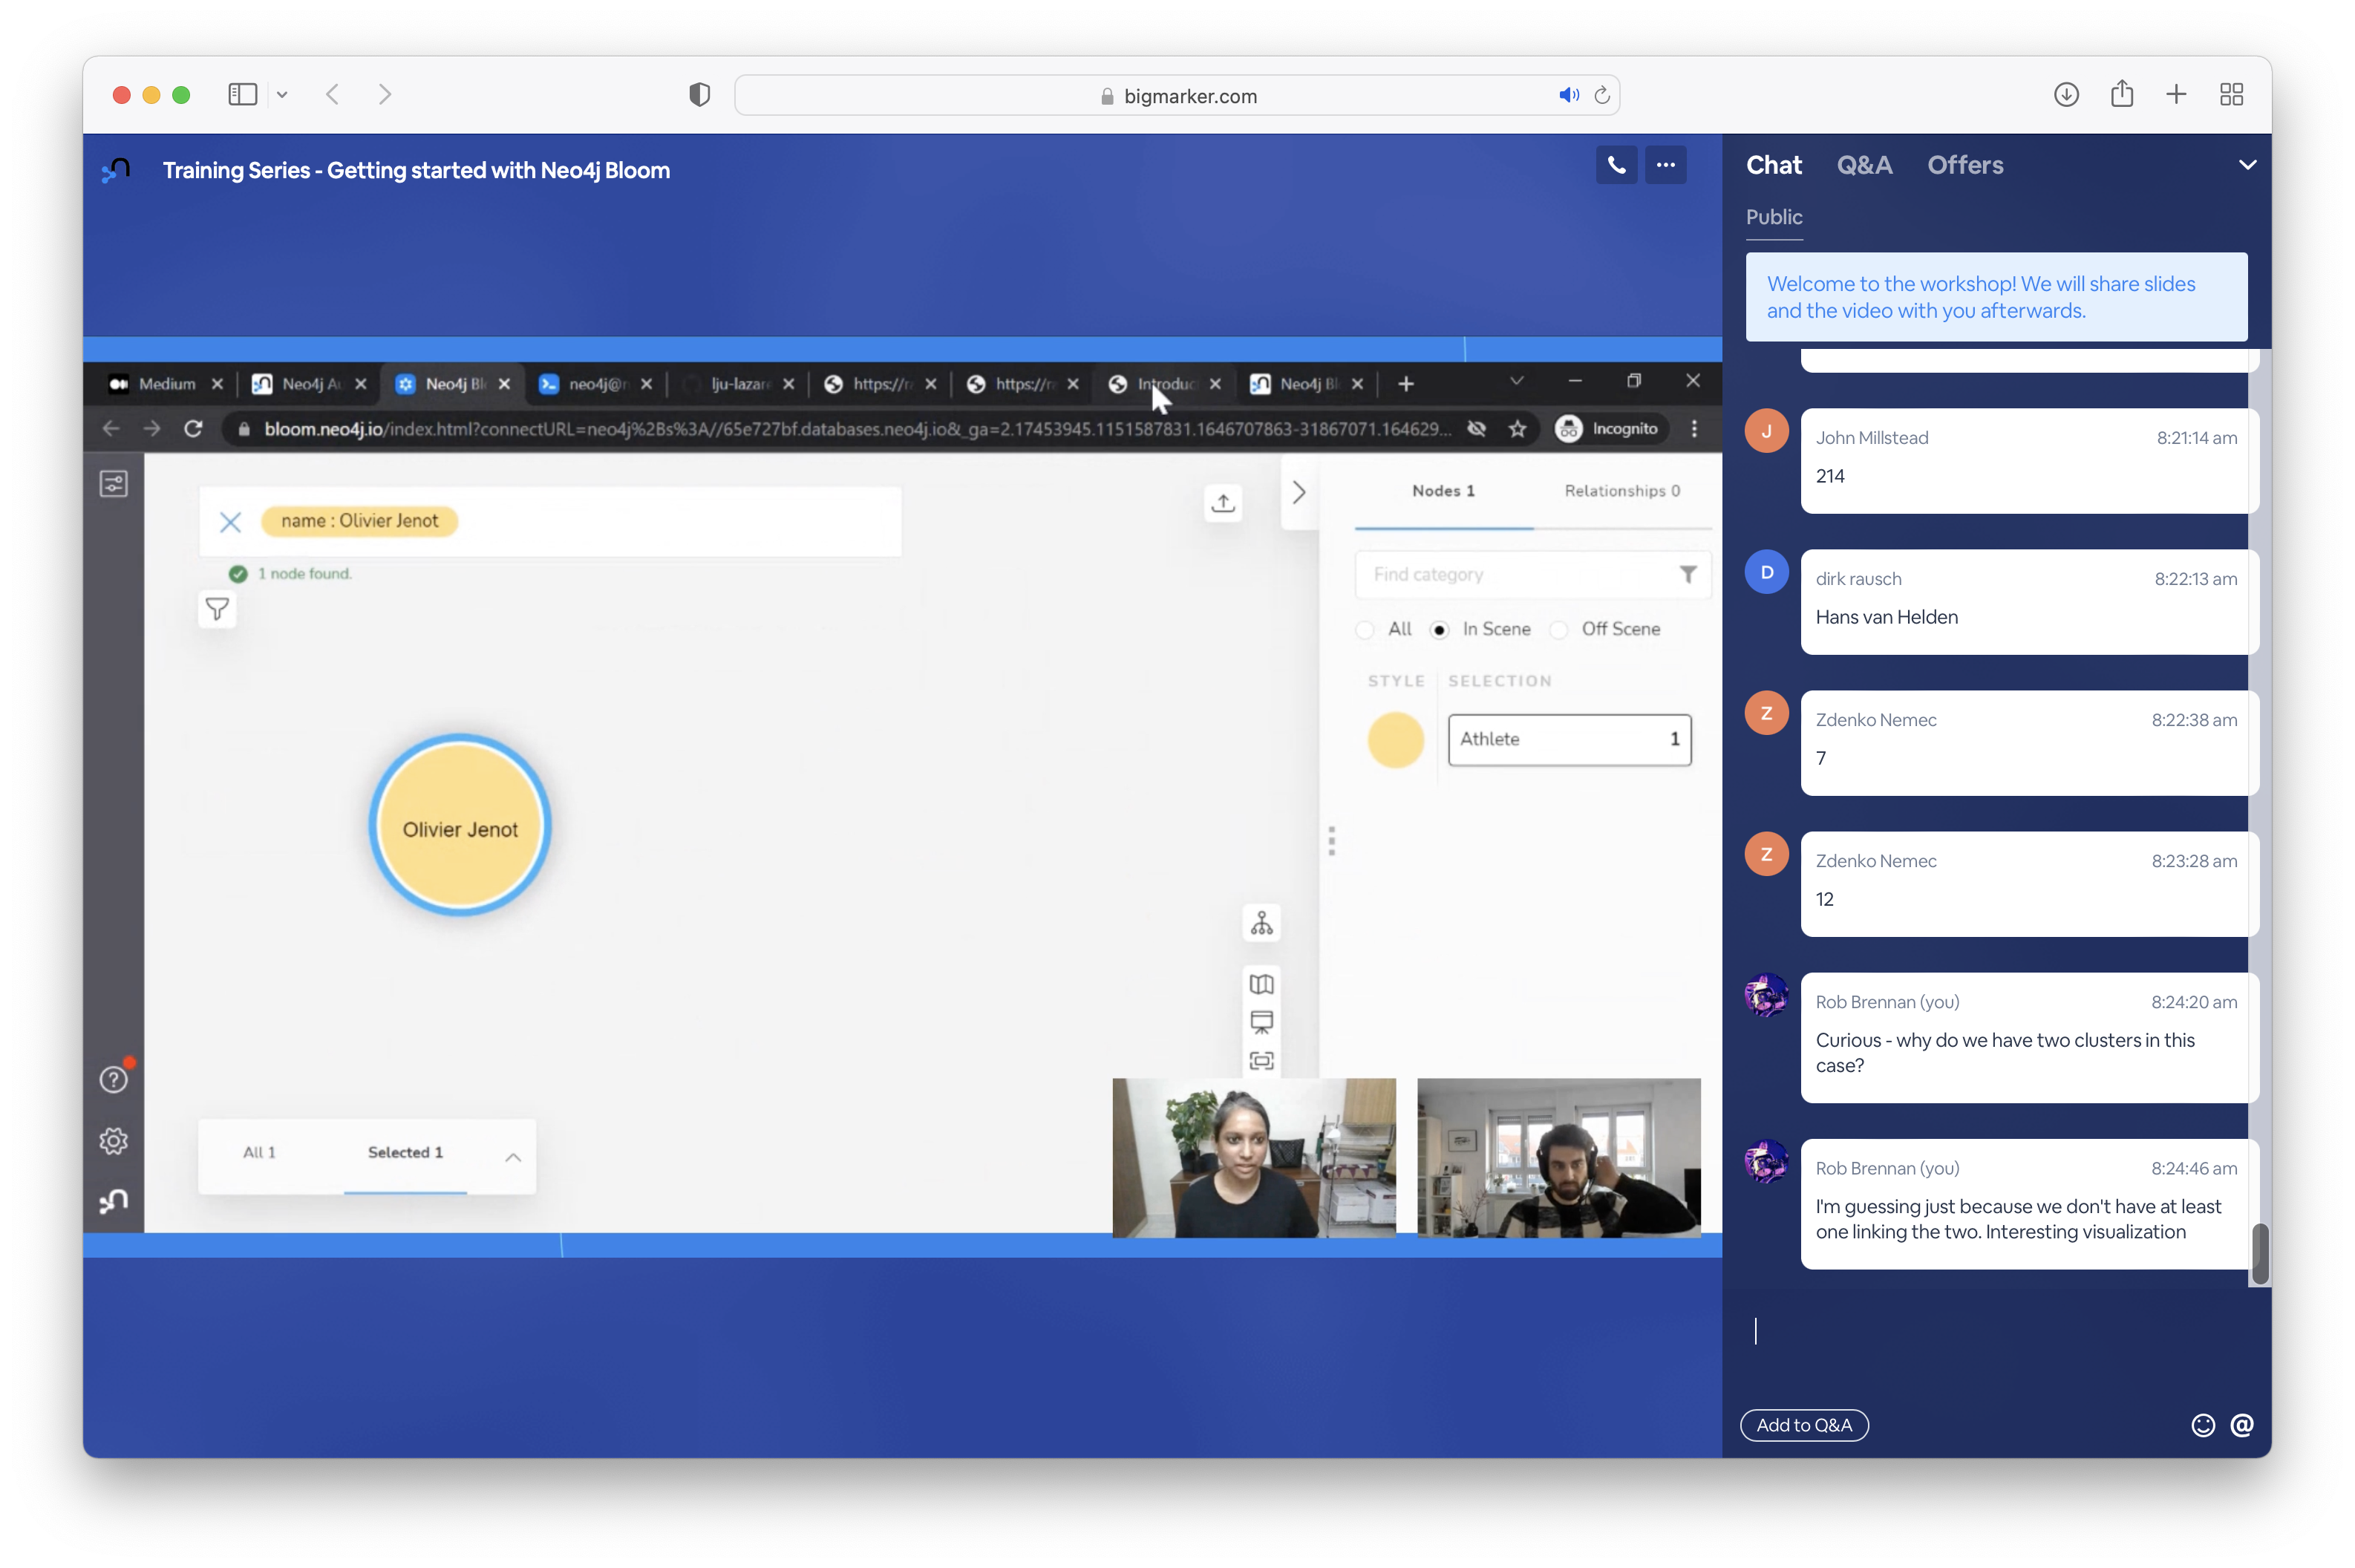 bigmarker.com
Training Series - Getting started with Neo4j Bloom
Medium
Neo4j Au
Neo4j Bl
neo4j@n
lju-lazare
https://ra
https://ra
Introduc
Neo4j Bl
bloom.neo4j.io/index.html?connectURL=neo4j%2Bs%3A//65e727bf.databases.neo4j.io&_ga=2.17453945.1151587831.1646707863-31867071.164629...
Incognito
name : Olivier Jenot
1 node found.
Olivier Jenot
Nodes 1
Relationships 0
Find category
All
In Scene
Off Scene
STYLE
SELECTION
Athlete 1
All 1
Selected 1
Chat
Q&A
Offers
Public
Welcome to the workshop! We will share slides
and the video with you afterwards.
J
John Millstead 8:21:14 am
214
D
dirk rausch 8:22:13 am
Hans van Helden
Z
Zdenko Nemec 8:22:38 am
7
Z
Zdenko Nemec 8:23:28 am
12
Rob Brennan (you) 8:24:20 am
Curious - why do we have two clusters in this
case?
Rob Brennan (you) 8:24:46 am
I'm guessing just because we don't have at least
one linking the two. Interesting visualization
Add to Q&A